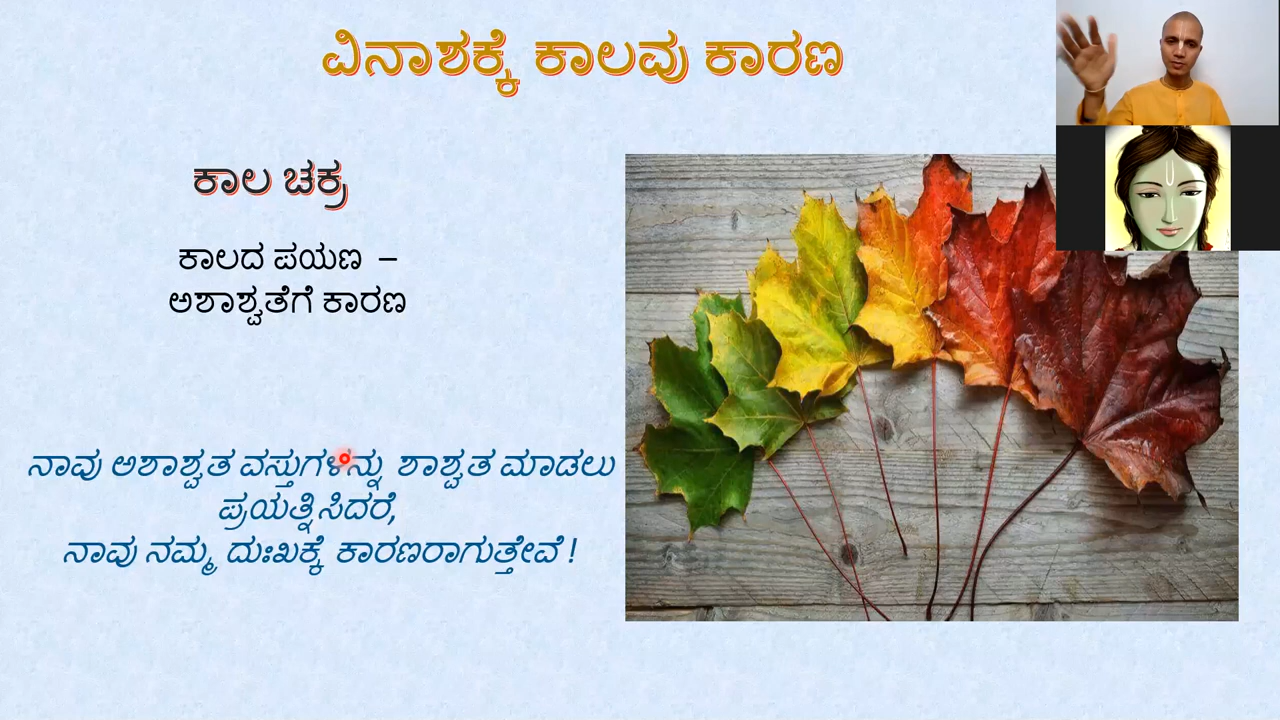 ವಿನಾಶಕ್ಕೆ ಕಾಲವು ಕಾರಣ
ಕಾಲ ಚಕ್ರ
ಕಾಲದ ಪಯಣ –
ಅಶಾಶ್ವತೆಗೆ ಕಾರಣ
ನಾವು ಅಶಾಶ್ವತ ವಸ್ತುಗಳನ್ನು ಶಾಶ್ವತ ಮಾಡಲು
ಪ್ರಯತ್ನಿಸಿದರೆ,
ನಾವು ನಮ್ಮ ದುಃಖಕ್ಕೆ ಕಾರಣರಾಗುತ್ತೇವೆ !